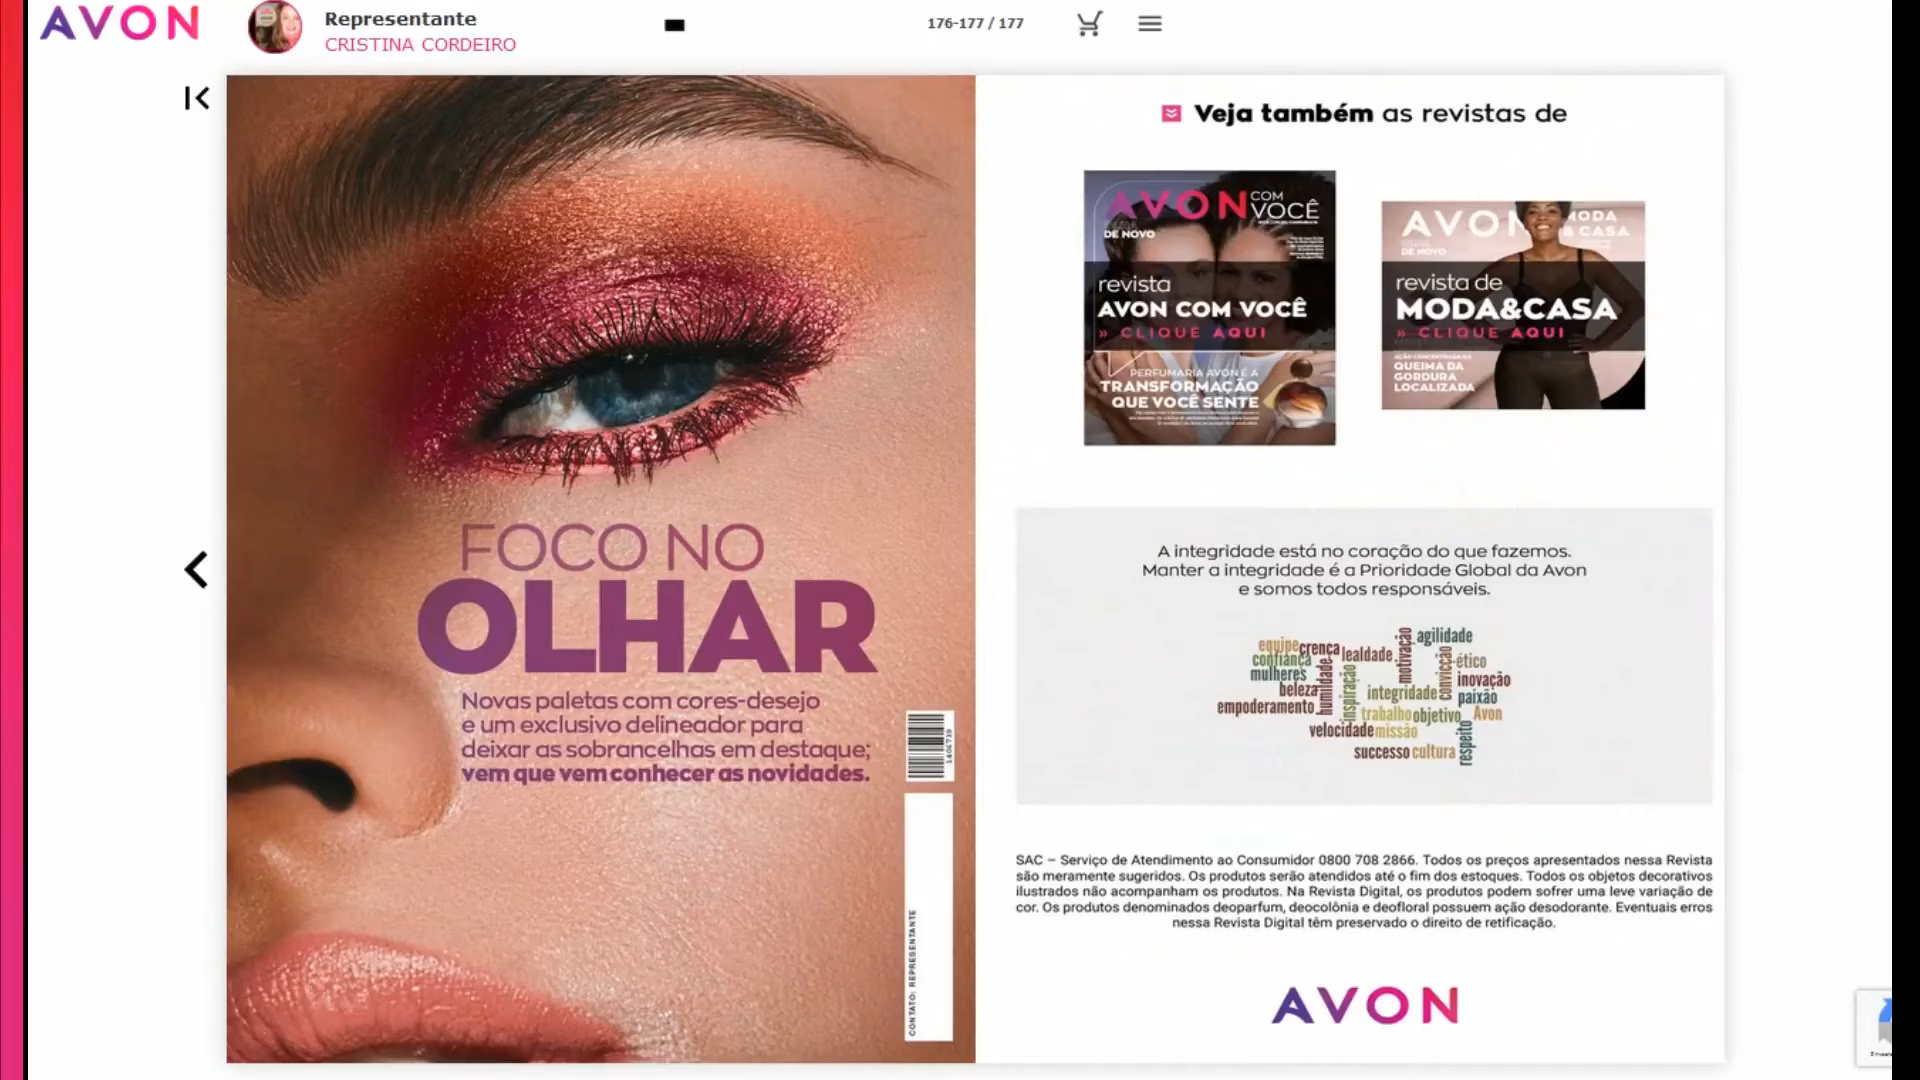 AVON
Representante
CRISTINA CORDEIRO
176-177 / 177
FOCO NO
OLHAR
Novas paletas com cores-desejo
e um exclusivo delineador para
deixar as sobrancelhas em destaque;
vem que vem conhecer as novidades.
1406739
CONTATO: REPRESENTANTE
Veja também as revistas de
AVON COM
VOCÊ
DE NOVO
revista
AVON COM VOCÊ
» CLIQUE AQUI
PERFUMARIA AVON É A
TRANSFORMAÇÃO
QUE VOCÊ SENTE
AVON MODA
& CASA
DE NOVO
revista de
MODA&CASA
» CLIQUE AQUI
AÇÃO CONCENTRADA NA
QUEIMA DA
GORDURA
LOCALIZADA
A integridade está no coração do que fazemos.
Manter a integridade é a Prioridade Global da Avon
e somos todos responsáveis.
equipe crença lealdade motivação agilidade
confiança humildade convicção ético
mulheres inspiração inovação
beleza integridade paixão
empoderamento trabalho objetivo Avon
velocidade missão respeito
successo cultura
SAC – Serviço de Atendimento ao Consumidor 0800 708 2866. Todos os preços apresentados nessa Revista
são meramente sugeridos. Os produtos serão atendidos até o fim dos estoques. Todos os objetos decorativos
ilustrados não acompanham os produtos. Na Revista Digital, os produtos podem sofrer uma leve variação de
cor. Os produtos denominados deoparfum, deocolônia e deofloral possuem ação desodorante. Eventuais erros
nessa Revista Digital têm preservado o direito de retificação.
AVON